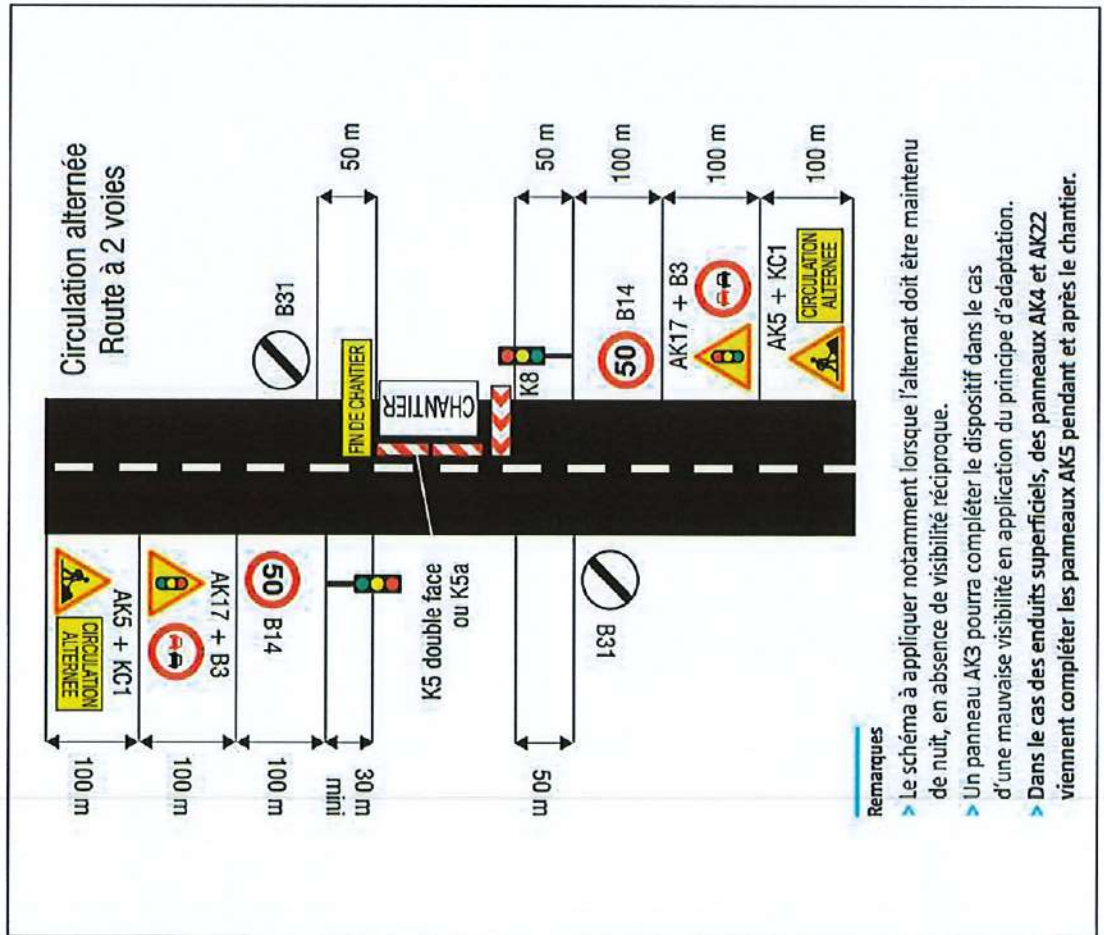 Circulation alternée
Route à 2 voies
100 m
100 m
100 m
30 m
mini
50 m
CIRCULATION
ALTERNÉE
AK5 + KC1
AK17 + B3
50
B14
K5 double face
ou K5a
B31
B31
FIN DE CHANTIER
CHANTIER
K8
50
B14
AK17 + B3
AK5 + KC1
CIRCULATION
ALTERNÉE
50 m
50 m
100 m
100 m
100 m
Remarques
> Le schéma à appliquer notamment lorsque l'alternat doit être maintenu
de nuit, en absence de visibilité réciproque.
> Un panneau AK3 pourra compléter le dispositif dans le cas
d'une mauvaise visibilité en application du principe d'adaptation.
> Dans le cas des enduits superficiels, des panneaux AK4 et AK22
viennent compléter les panneaux AK5 pendant et après le chantier.